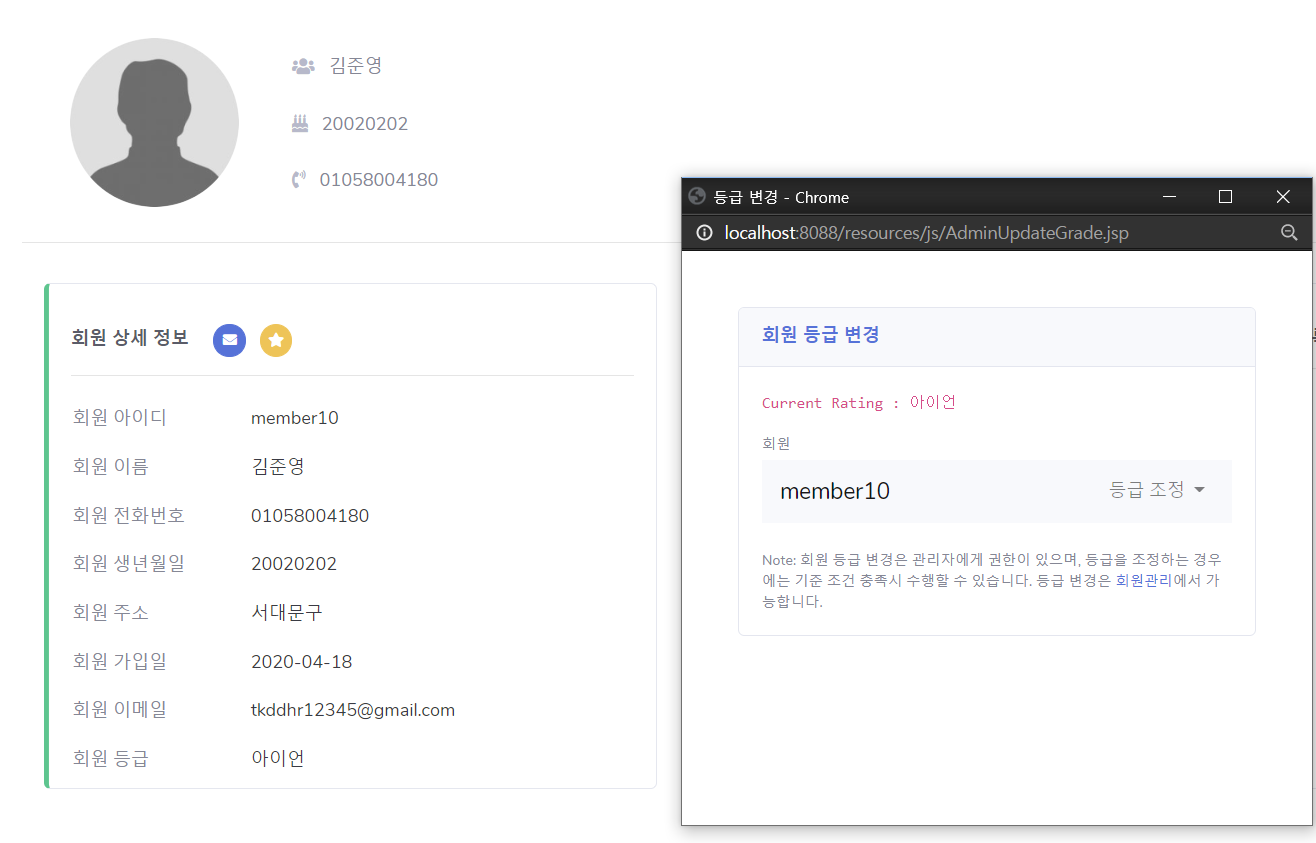 김준영
20020202
01058004180
회원 상세 정보
회원 아이디 member10
회원 이름 김준영
회원 전화번호 01058004180
회원 생년월일 20020202
회원 주소 서대문구
회원 가입일 2020-04-18
회원 이메일 tkddhr12345@gmail.com
회원 등급 아이언
등급 변경 - Chrome
localhost:8088/resources/js/AdminUpdateGrade.jsp
회원 등급 변경
Current Rating : 아이언
회원
member10 등급 조정
Note: 회원 등급 변경은 관리자에게 권한이 있으며, 등급을 조정하는 경우
에는 기준 조건 충족시 수행할 수 있습니다. 등급 변경은 회원관리에서 가
능합니다.